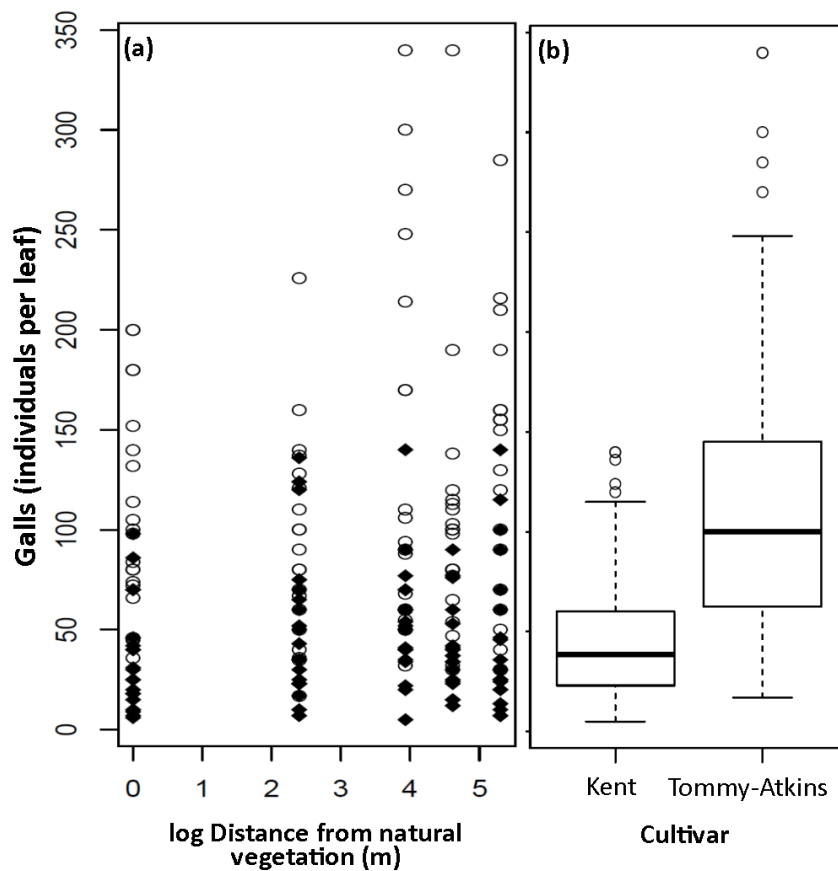 (a)
(b)
Galls (individuals per leaf)
350
300
250
200
150
100
50
0
0 1 2 3 4 5
log Distance from natural
vegetation (m)
Kent Tommy-Atkins
Cultivar